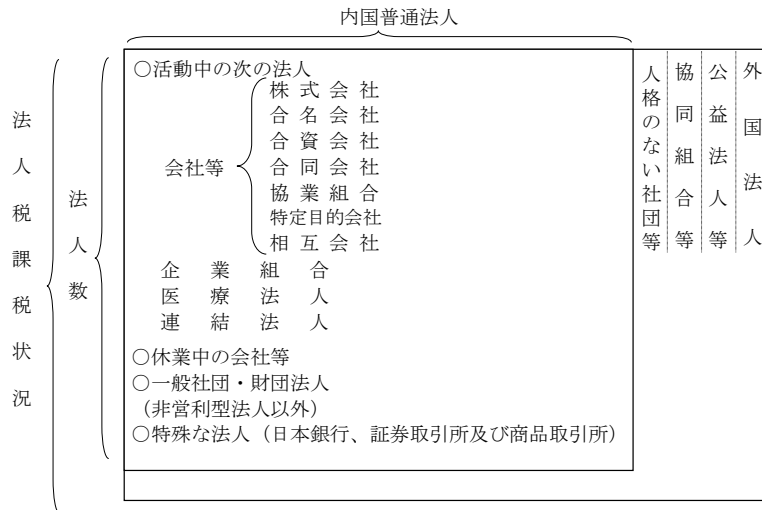 内国普通法人
○活動中の次の法人
株式会社
合名会社
合資会社
会社等
合同会社
協業組合
特定目的会社
相互会社
企業組合
医療法人
連結法人
○休業中の会社等
○一般社団・財団法人
（非営利型法人以外）
○特殊な法人（日本銀行、証券取引所及び商品取引所）
人格のない社団等
協同組合等
公益法人等
外国法人
法人数
法人税課税状況